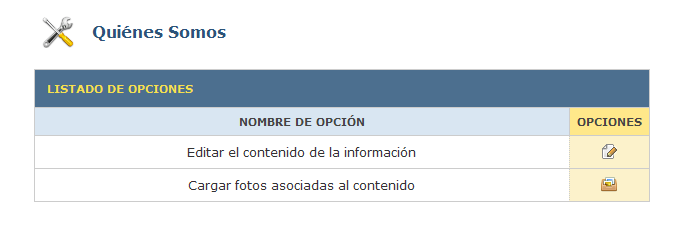 Quiénes Somos
LISTADO DE OPCIONES
NOMBRE DE OPCIÓN OPCIONES
Editar el contenido de la información
Cargar fotos asociadas al contenido